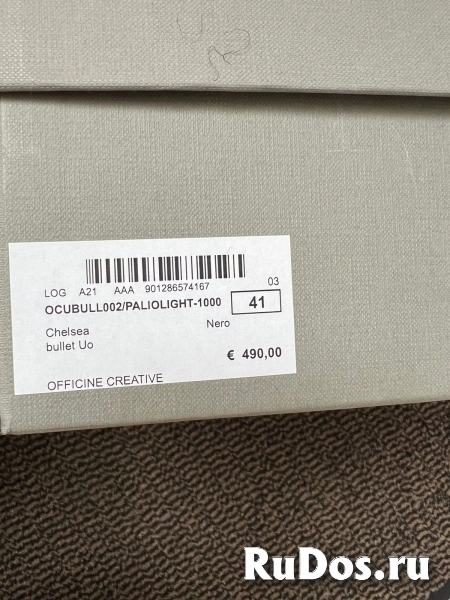 LOG A21 AAA 901286574167 03
OCUBULL002/PALIOLIGHT-1000 41
Chelsea Nero
bullet Uo
€ 490,00
OFFICINE CREATIVE
RuDos.ru